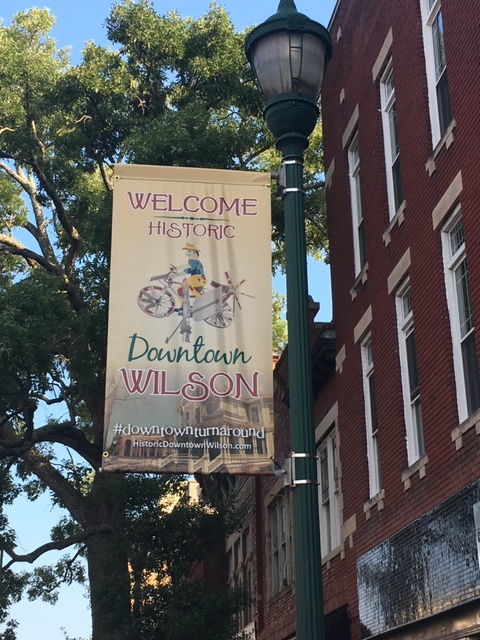 WELCOME
HISTORIC
Downtown
WILSON
#downtownturnaround
HistoricDowntownWilson.com